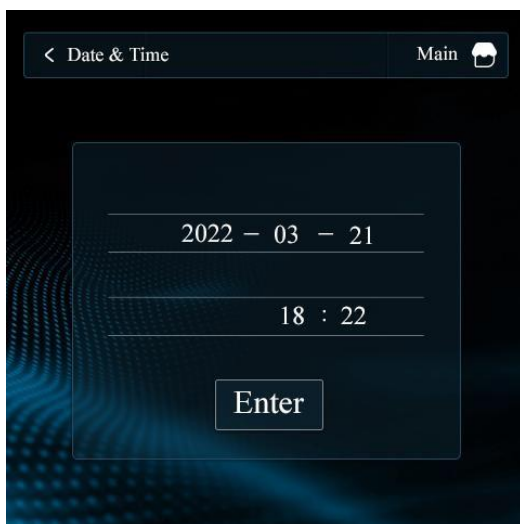 < Date & Time Main
2022 – 03 – 21
18 : 22
Enter